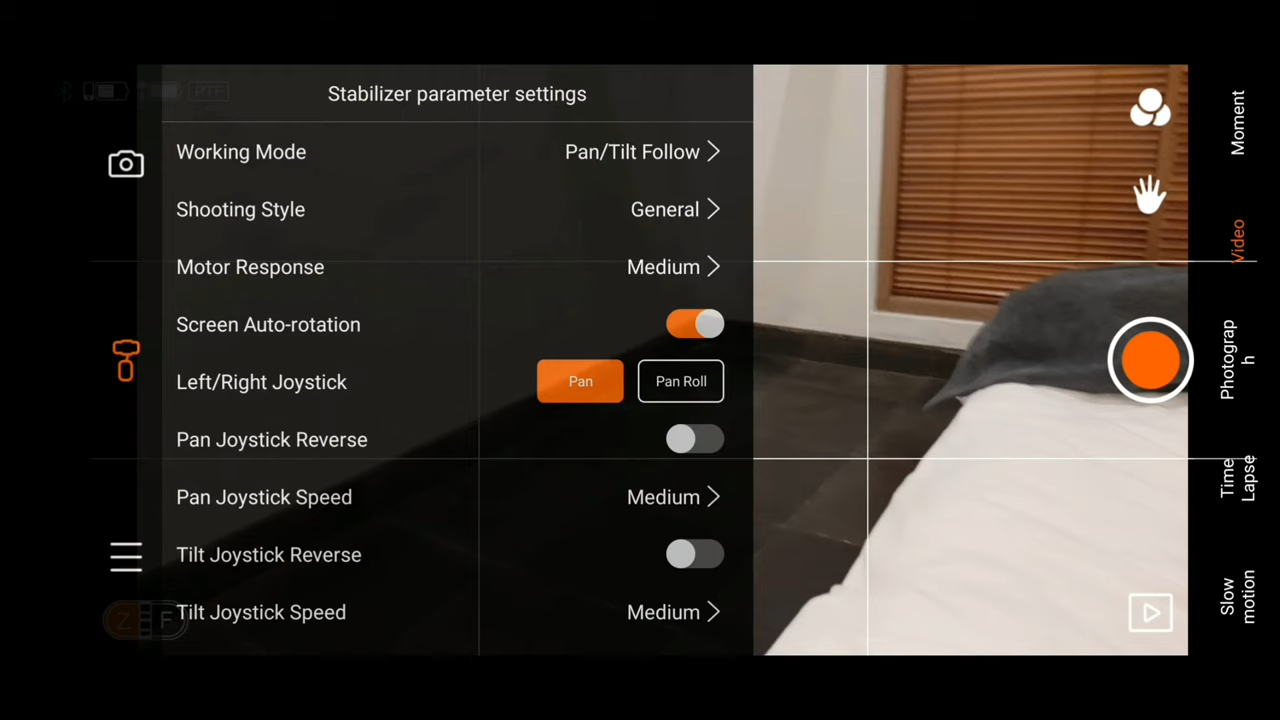 PTF
Stabilizer parameter settings
Working Mode
Pan/Tilt Follow
Shooting Style
General
Motor Response
Medium
Screen Auto-rotation
Left/Right Joystick
Pan
Pan Roll
Pan Joystick Reverse
Pan Joystick Speed
Medium
Tilt Joystick Reverse
Tilt Joystick Speed
Medium
Z
F
Moment
Video
Photograp
h
Time
Lapse
Slow
motion